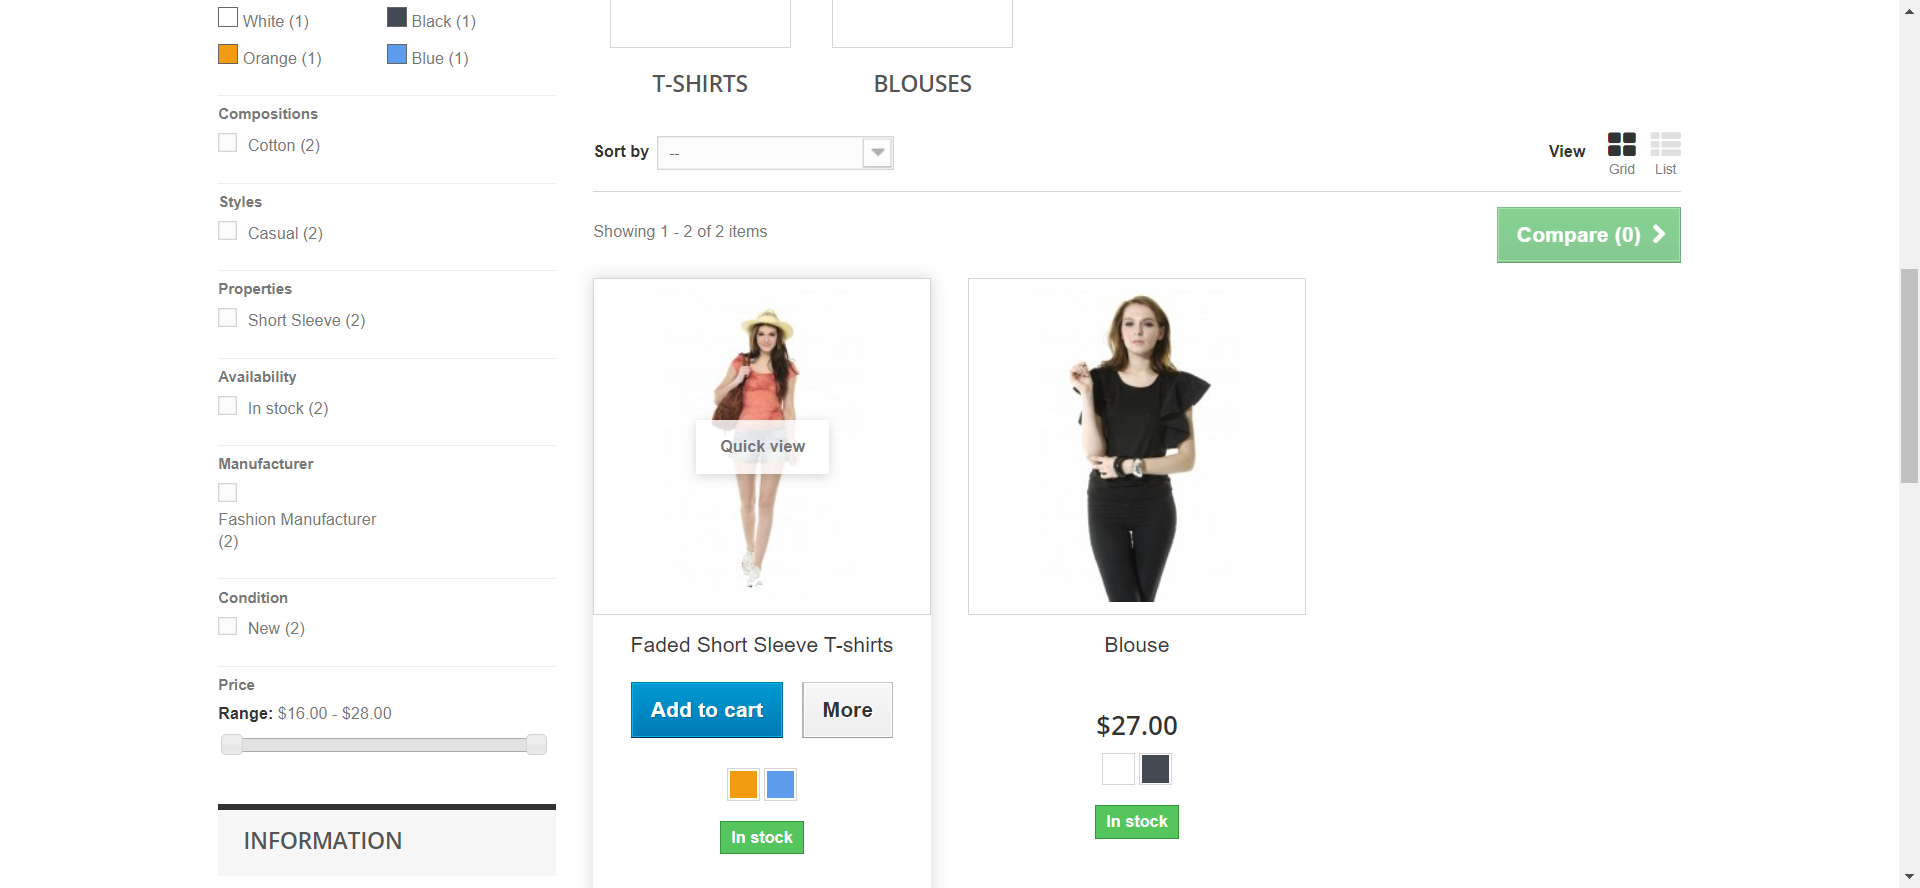 White (1)
Black (1)
Orange (1)
Blue (1)
Compositions
Cotton (2)
Styles
Casual (2)
Properties
Short Sleeve (2)
Availability
In stock (2)
Manufacturer
Fashion Manufacturer
(2)
Condition
New (2)
Price
Range: $16.00 - $28.00
INFORMATION
T-SHIRTS
BLOUSES
Sort by
--
View
Grid
List
Showing 1 - 2 of 2 items
Compare (0)
Quick view
Faded Short Sleeve T-shirts
Add to cart
More
In stock
Blouse
$27.00
In stock